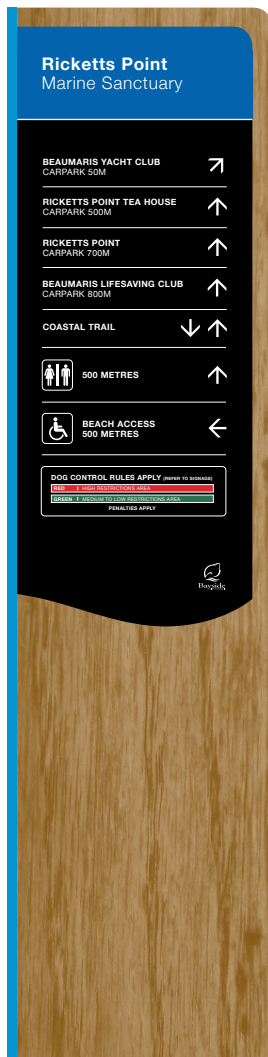 Ricketts Point
Marine Sanctuary
BEAUMARIS YACHT CLUB
CARPARK 50M
RICKETTS POINT TEA HOUSE
CARPARK 500M
RICKETTS POINT
CARPARK 700M
BEAUMARIS LIFESAVING CLUB
CARPARK 800M
COASTAL TRAIL
500 METRES
BEACH ACCESS
500 METRES
DOG CONTROL RULES APPLY (REFER TO SIGNAGE)
RED | HIGH RESTRICTIONS AREA
GREEN | MEDIUM TO LOW RESTRICTIONS AREA
PENALTIES APPLY
Bayside